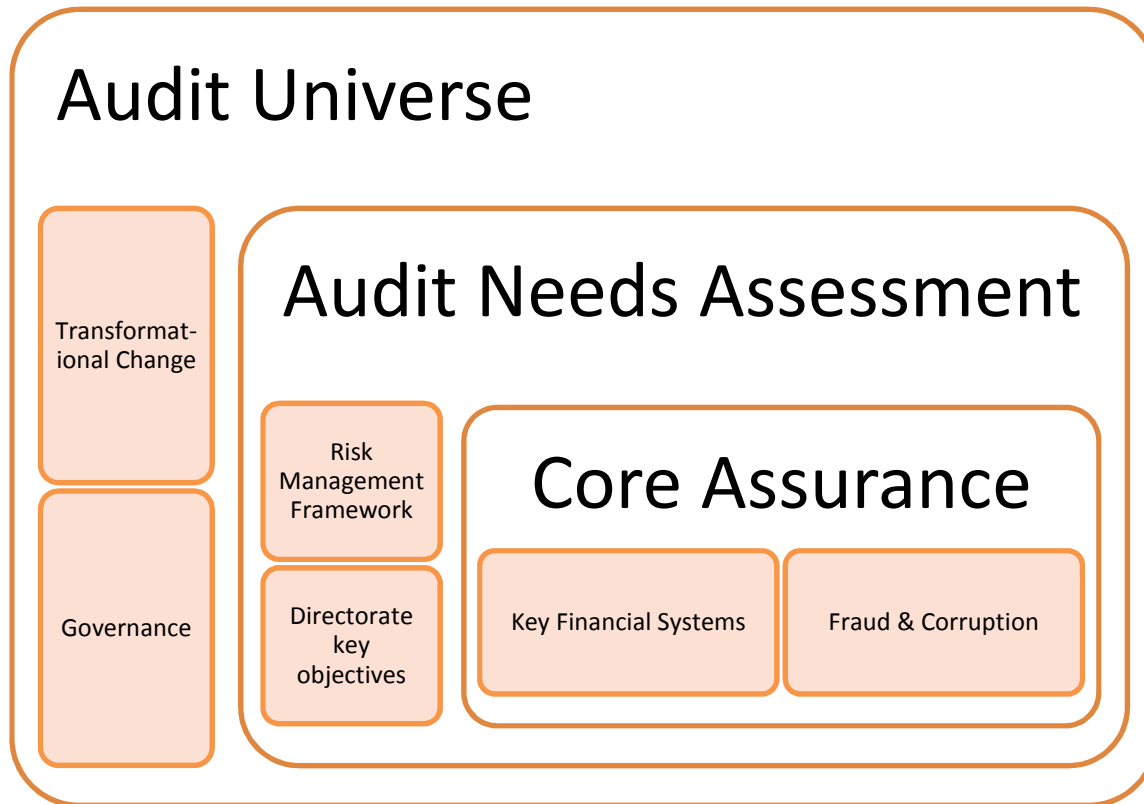 Audit Universe
Transformat-
ional Change
Governance
Audit Needs Assessment
Risk
Management
Framework
Directorate
key
objectives
Core Assurance
Key Financial Systems
Fraud & Corruption